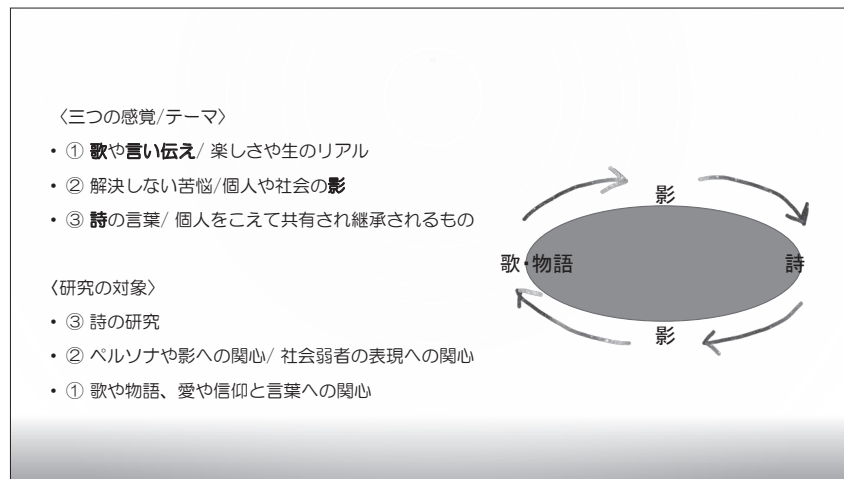 〈三つの感覚/テーマ〉
• ① 歌や言い伝え/ 楽しさや生のリアル
• ② 解決しない苦悩/個人や社会の影
• ③ 詩の言葉/ 個人をこえて共有され継承されるもの
〈研究の対象〉
• ③ 詩の研究
• ② ペルソナや影への関心/ 社会弱者の表現への関心
• ① 歌や物語、愛や信仰と言葉への関心
影
歌・物語
詩
影